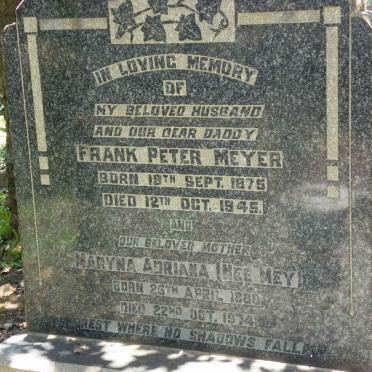 IN LOVING MEMORY
OF
MY BELOVED HUSBAND
AND OUR DEAR DADDY
FRANK PETER MEYER
BORN 18TH SEPT. 1875
DIED 12TH OCT. 1945.
AND
OUR BELOVED MOTHER
MARYNA ADRIANA (NEE MEY)
BORN 25TH APRIL
DIED 22ND OCT. 1974
REST WHERE NO SHADOWS FALL